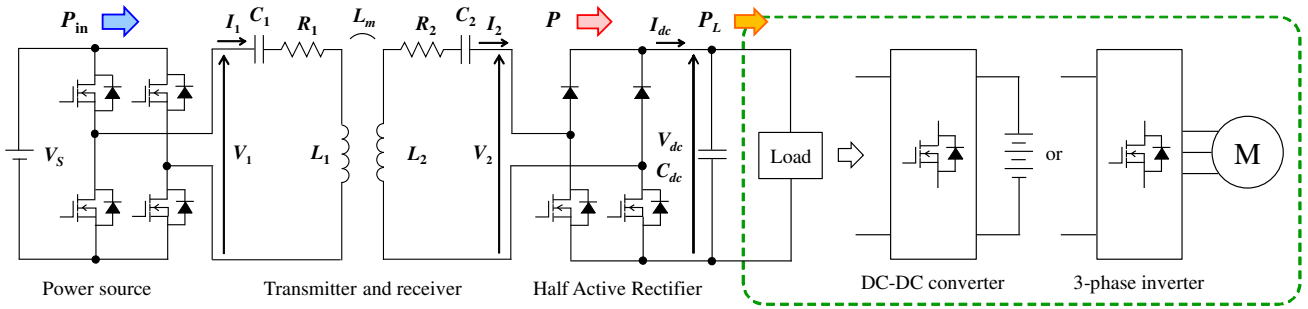 P_in
I_1 C_1 R_1 L_m R_2 C_2 I_2
P I_dc P_L
V_S V_1 L_1 L_2 V_2 V_dc
C_dc
Load
or
M
Power source
Transmitter and receiver
Half Active Rectifier
DC-DC converter
3-phase inverter